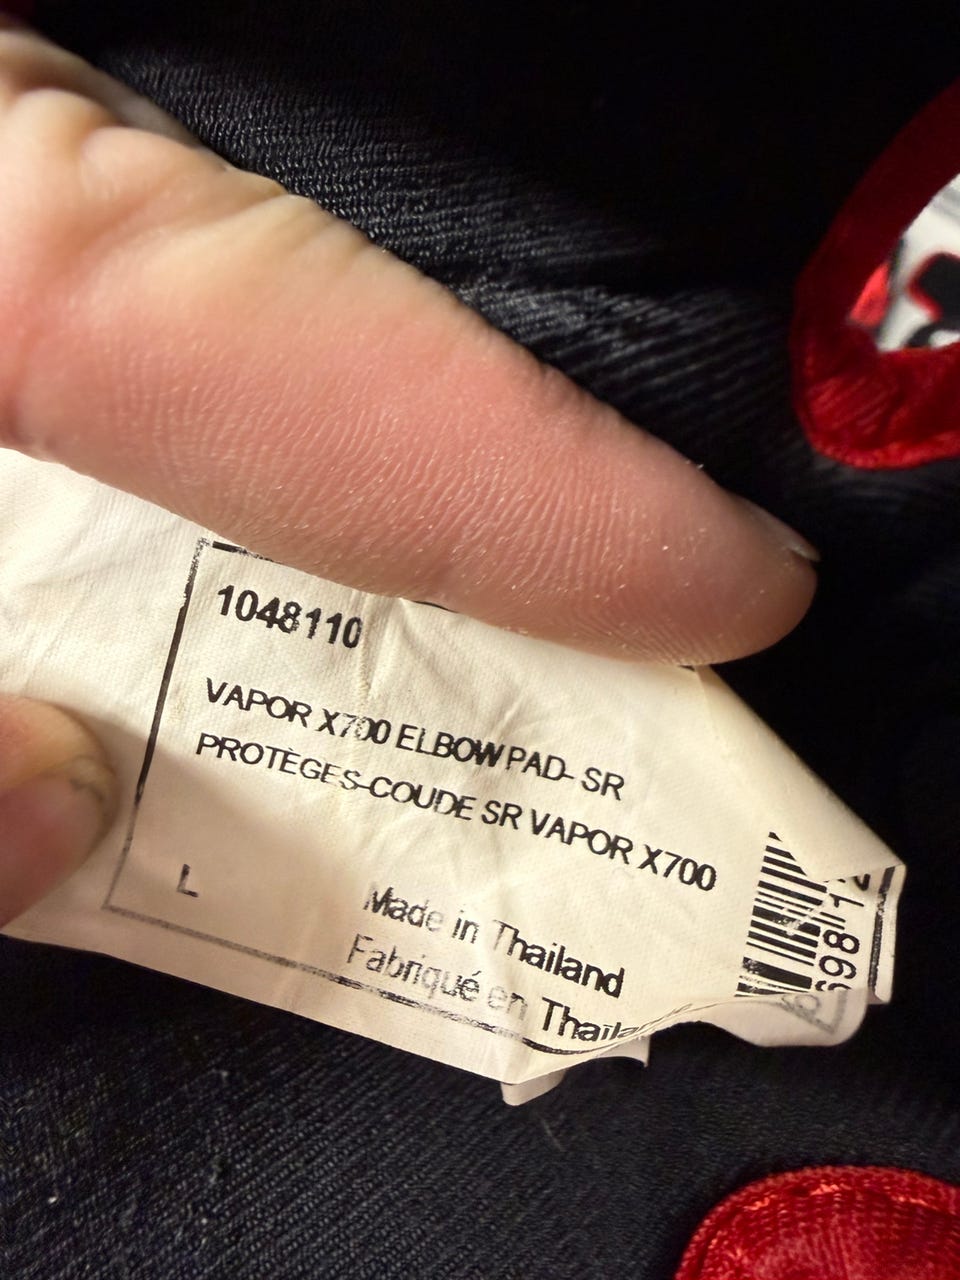 1048110
VAPOR X700 ELBOW PAD- SR
PROTÈGES-COUDE SR VAPOR X700
L
Made in Thailand
Fabriqué en